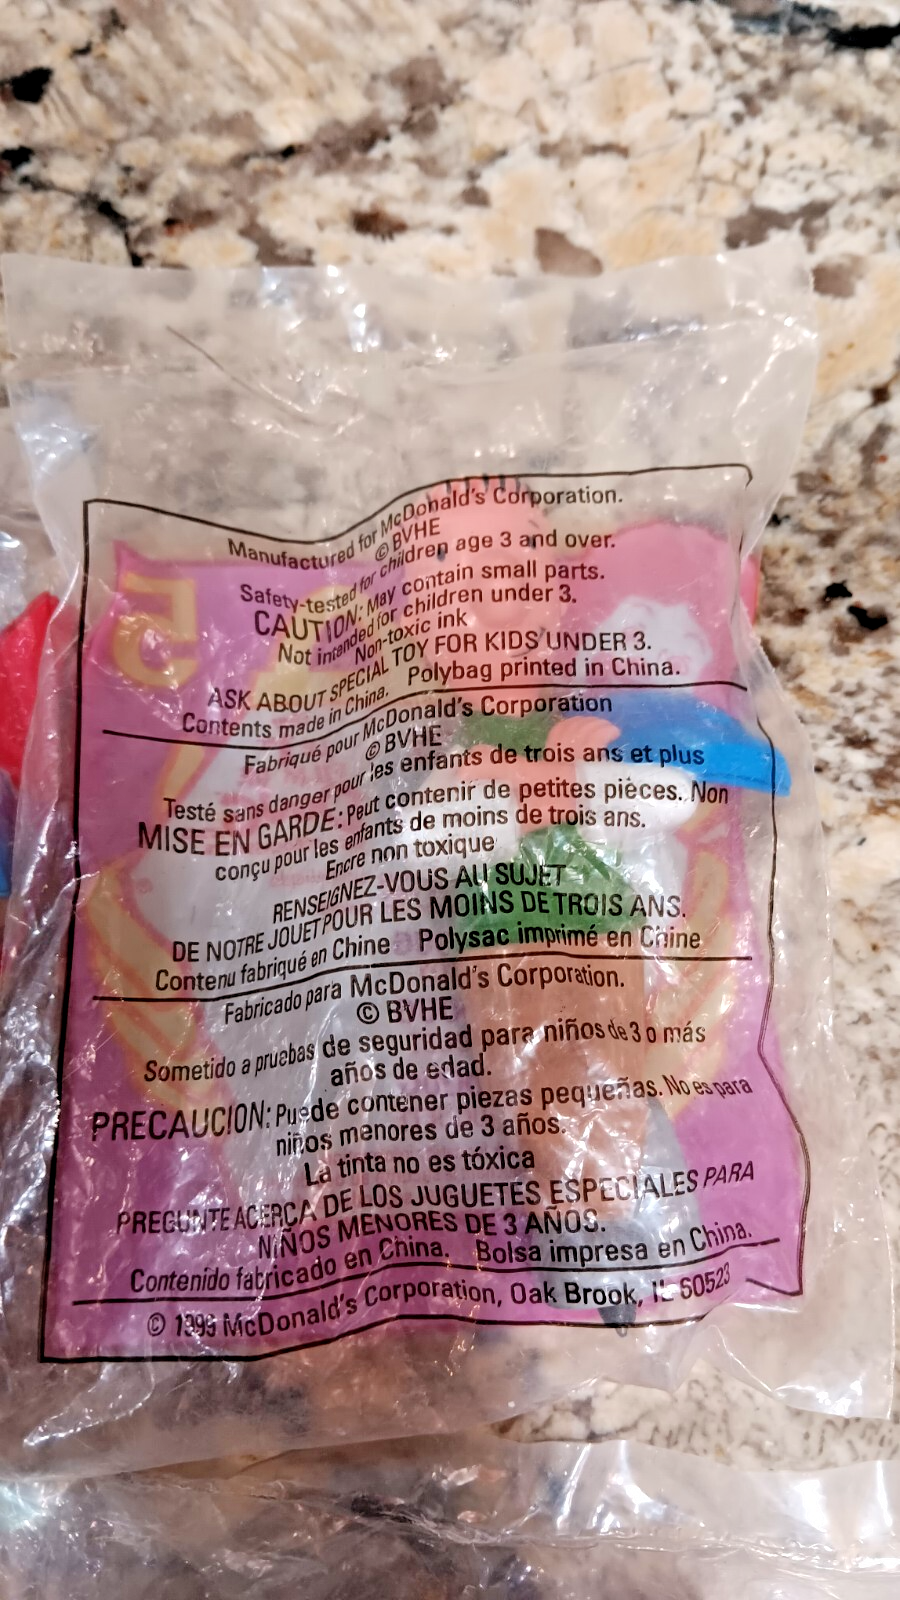 Manufactured for McDonald's Corporation.
© BVHE
Safety-tested for children age 3 and over.
CAUTION: May contain small parts.
Not intended for children under 3.
Non-toxic ink
ASK ABOUT SPECIAL TOY FOR KIDS UNDER 3.
Contents made in China. Polybag printed in China.
Fabriqué pour McDonald's Corporation
© BVHE
Testé sans danger pour les enfants de trois ans et plus
MISE EN GARDE: Peut contenir de petites pièces. Non
conçu pour les enfants de moins de trois ans.
Encre non toxique
RENSEIGNEZ-VOUS AU SUJET
DE NOTRE JOUET POUR LES MOINS DE TROIS ANS.
Contenu fabriqué en Chine Polysac imprimé en Chine
Fabricado para McDonald's Corporation.
© BVHE
Sometido a pruebas de seguridad para niños de 3 o más
años de edad.
PRECAUCION: Puede contener piezas pequeñas. No es para
niños menores de 3 años.
La tinta no es tóxica
PREGUNTE ACERCA DE LOS JUGUETES ESPECIALES PARA
NIÑOS MENORES DE 3 AÑOS.
Contenido fabricado en China. Bolsa impresa en China.
© McDonald's Corporation, Oak Brook, IL 60523
5